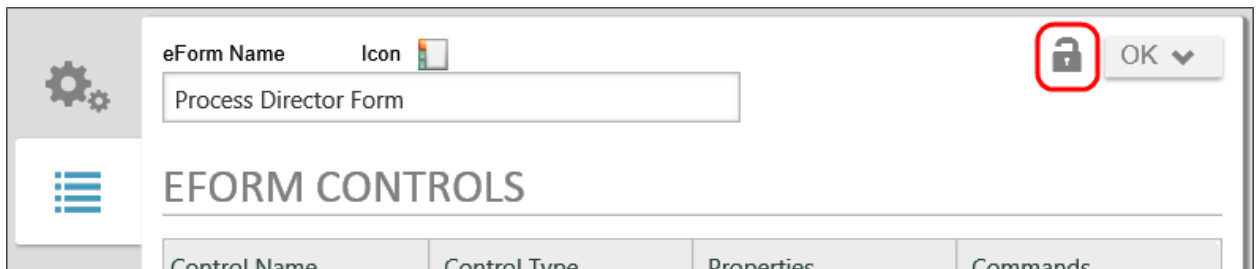 eForm Name Icon OK
Process Director Form
EFORM CONTROLS
Control Name Control Type Properties Commands